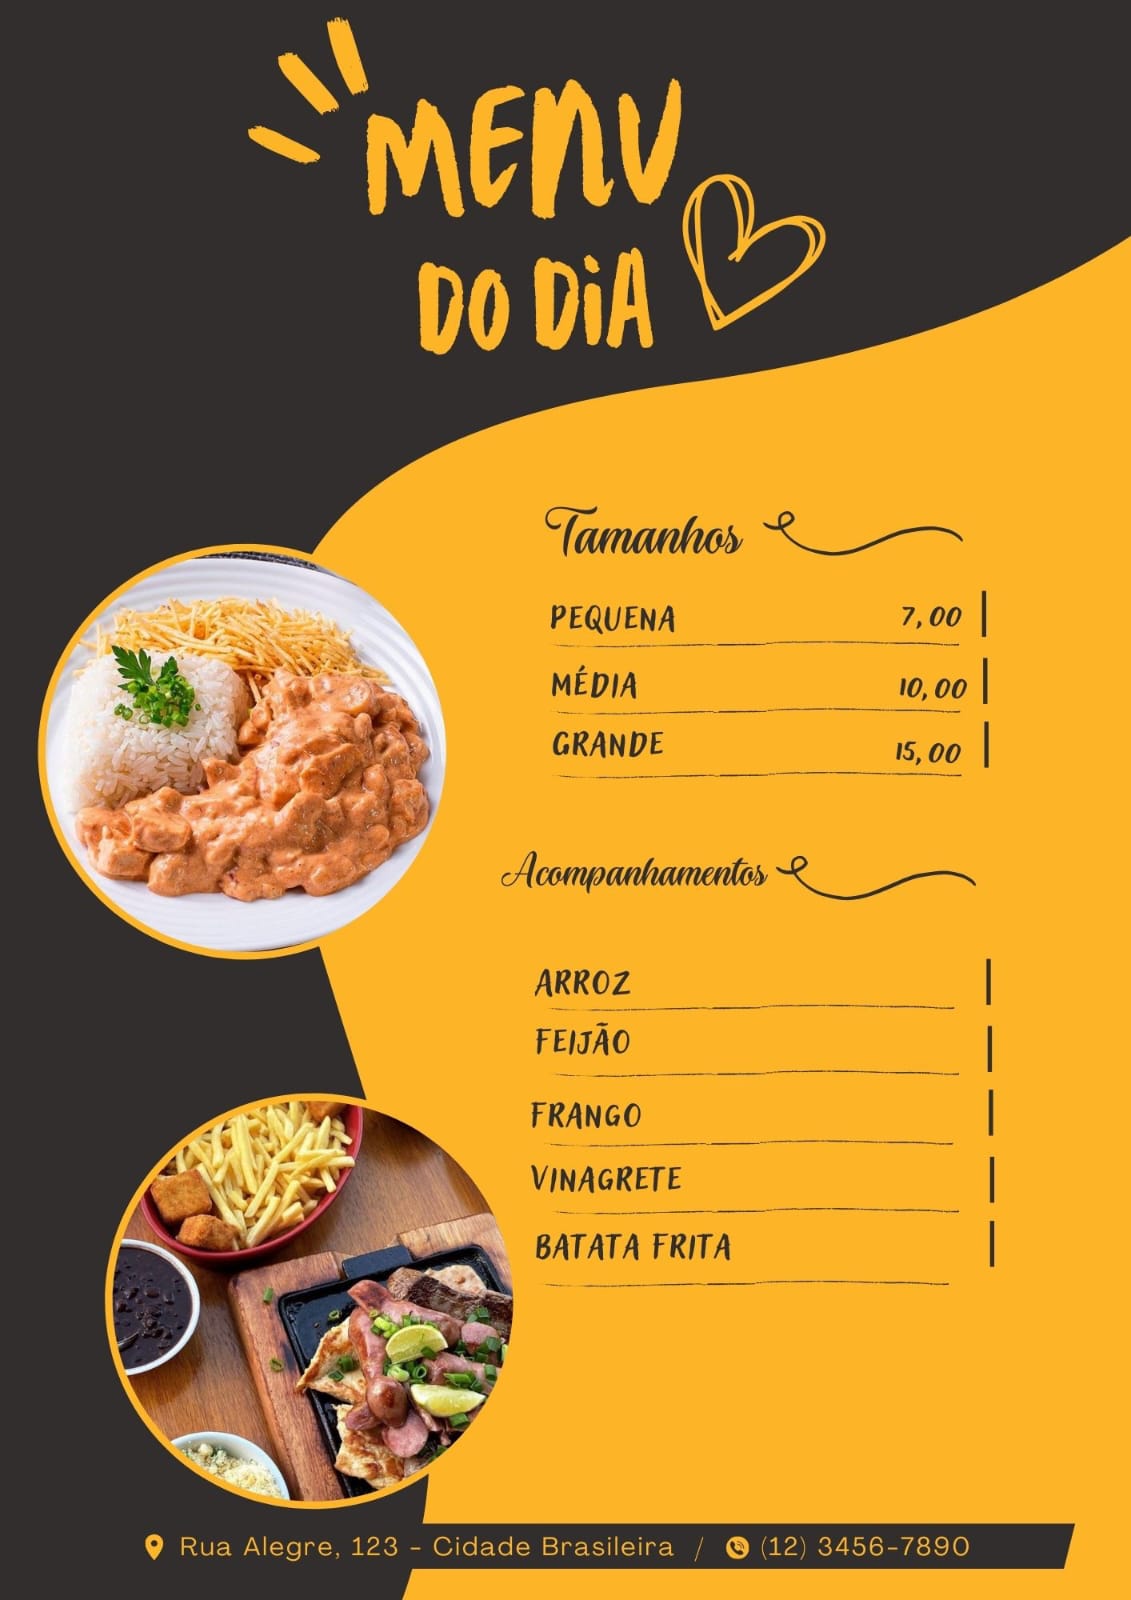 MENU
DO DIA
Tamanhos
PEQUENA 7,00
MÉDIA 10,00
GRANDE 15,00
Acompanhamentos
ARROZ
FEIJÃO
FRANGO
VINAGRETE
BATATA FRITA
Rua Alegre, 123 - Cidade Brasileira / (12) 3456-7890